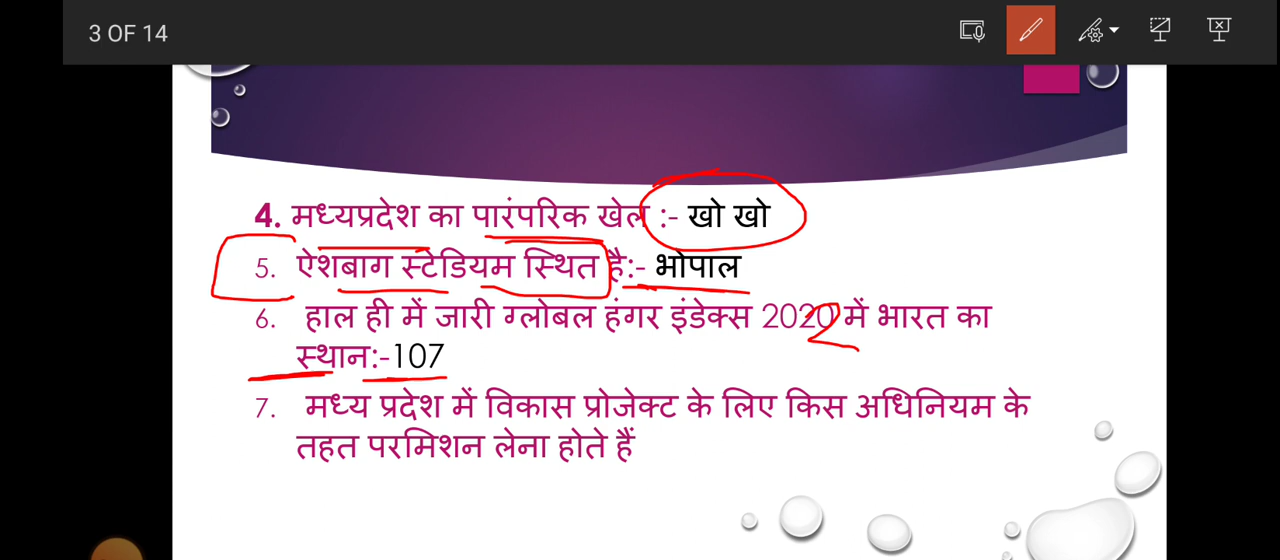 3 OF 14
4. मध्यप्रदेश का पारंपरिक खेल :- खो खो
5. ऐशबाग स्टेडियम स्थित है:- भोपाल
6. हाल ही में जारी ग्लोबल हंगर इंडेक्स 2020 में भारत का
स्थान:-107
7. मध्य प्रदेश में विकास प्रोजेक्ट के लिए किस अधिनियम के
तहत परमिशन लेना होते हैं